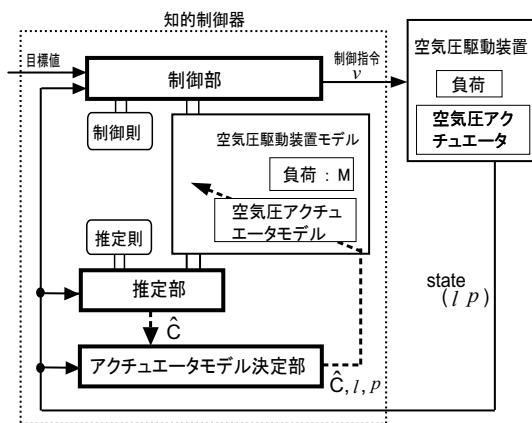 知的制御器
目標値
制御部
制御指令
v
空気圧駆動装置
負荷
空気圧アク
チュエータ
制御則
空気圧駆動装置モデル
負荷 : M
空気圧アクチュ
エータモデル
推定則
推定部
Ĉ
アクチュエータモデル決定部
Ĉ, l, p
state
(l p)